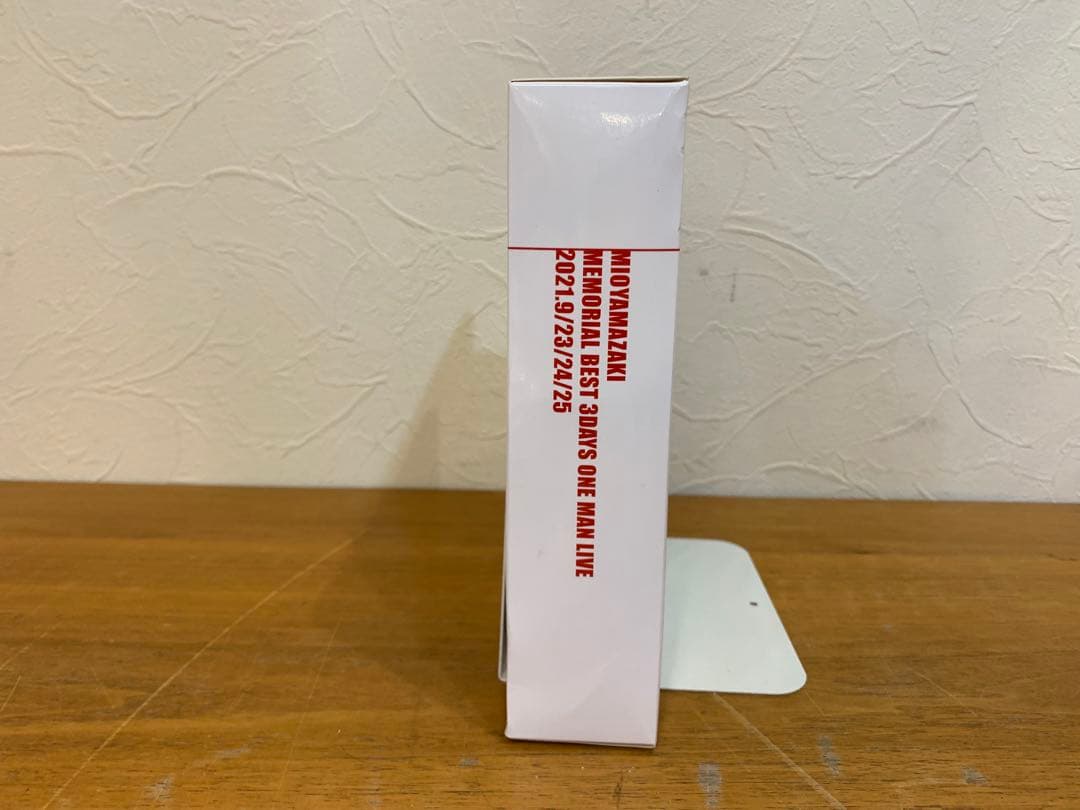 MIOYAMAZAKI
MEMORIAL BEST 3DAYS ONE MAN LIVE
2021.9/23/24/25